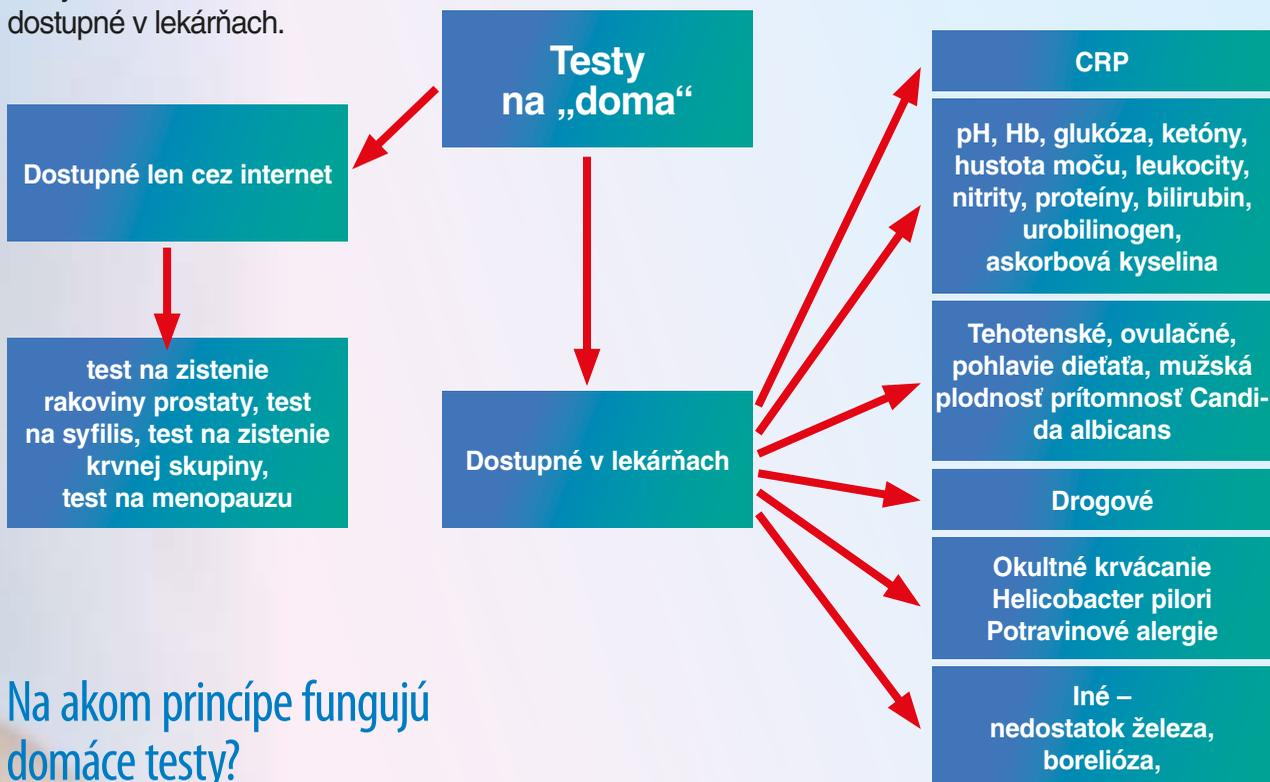 dostupné v lekárňach.
Testy
na „doma“
Dostupné len cez internet
test na zistenie
rakoviny prostaty, test
na syfilis, test na zistenie
krvnej skupiny,
test na menopauzu
Dostupné v lekárňach
CRP
pH, Hb, glukóza, ketóny,
hustota moču, leukocity,
nitrity, proteíny, bilirubin,
urobilinogen,
askorbová kyselina
Tehotenské, ovulačné,
pohlavie dieťaťa, mužská
plodnosť prítomnosť Candi-
da albicans
Drogové
Okultné krvácanie
Helicobacter pilori
Potravinové alergie
Iné –
nedostatok železa,
borelióza,
Na akom princípe fungujú
domáce testy?